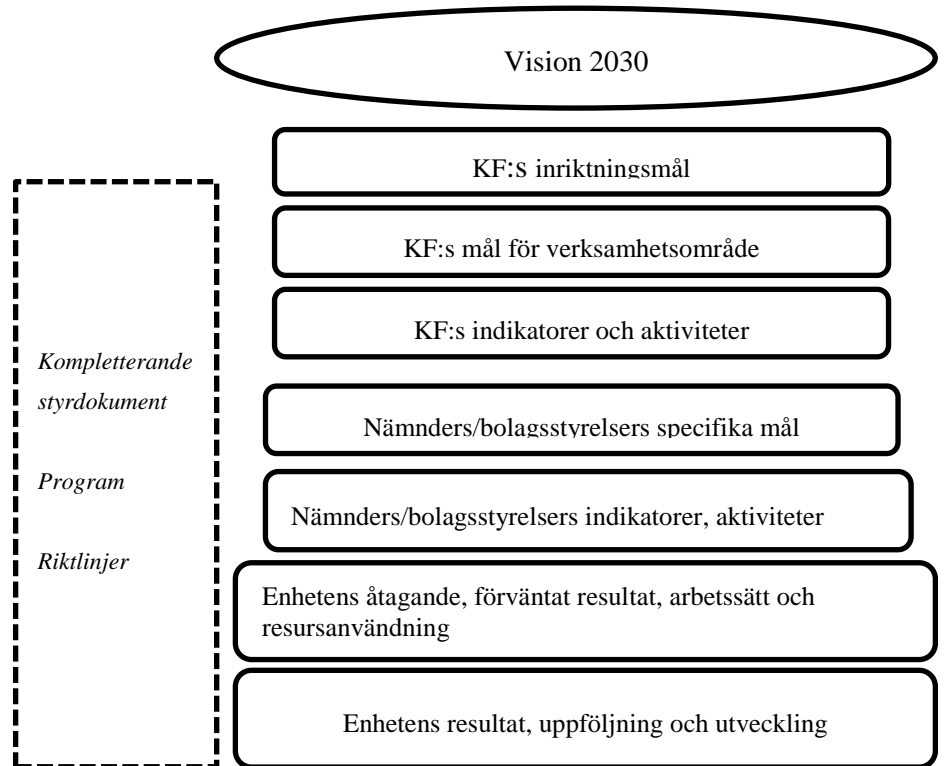 Vision 2030
KF:s inriktningsmål
KF:s mål för verksamhetsområde
KF:s indikatorer och aktiviteter
Kompletterande
styrdokument
Program
Riktlinjer
Nämnders/bolagsstyrelsers specifika mål
Nämnders/bolagsstyrelsers indikatorer, aktiviteter
Enhetens åtagande, förväntat resultat, arbetssätt och
resursanvändning
Enhetens resultat, uppföljning och utveckling